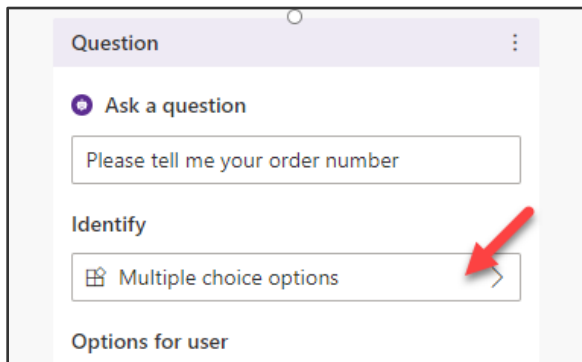 Question
Ask a question
Please tell me your order number
Identify
Multiple choice options
Options for user